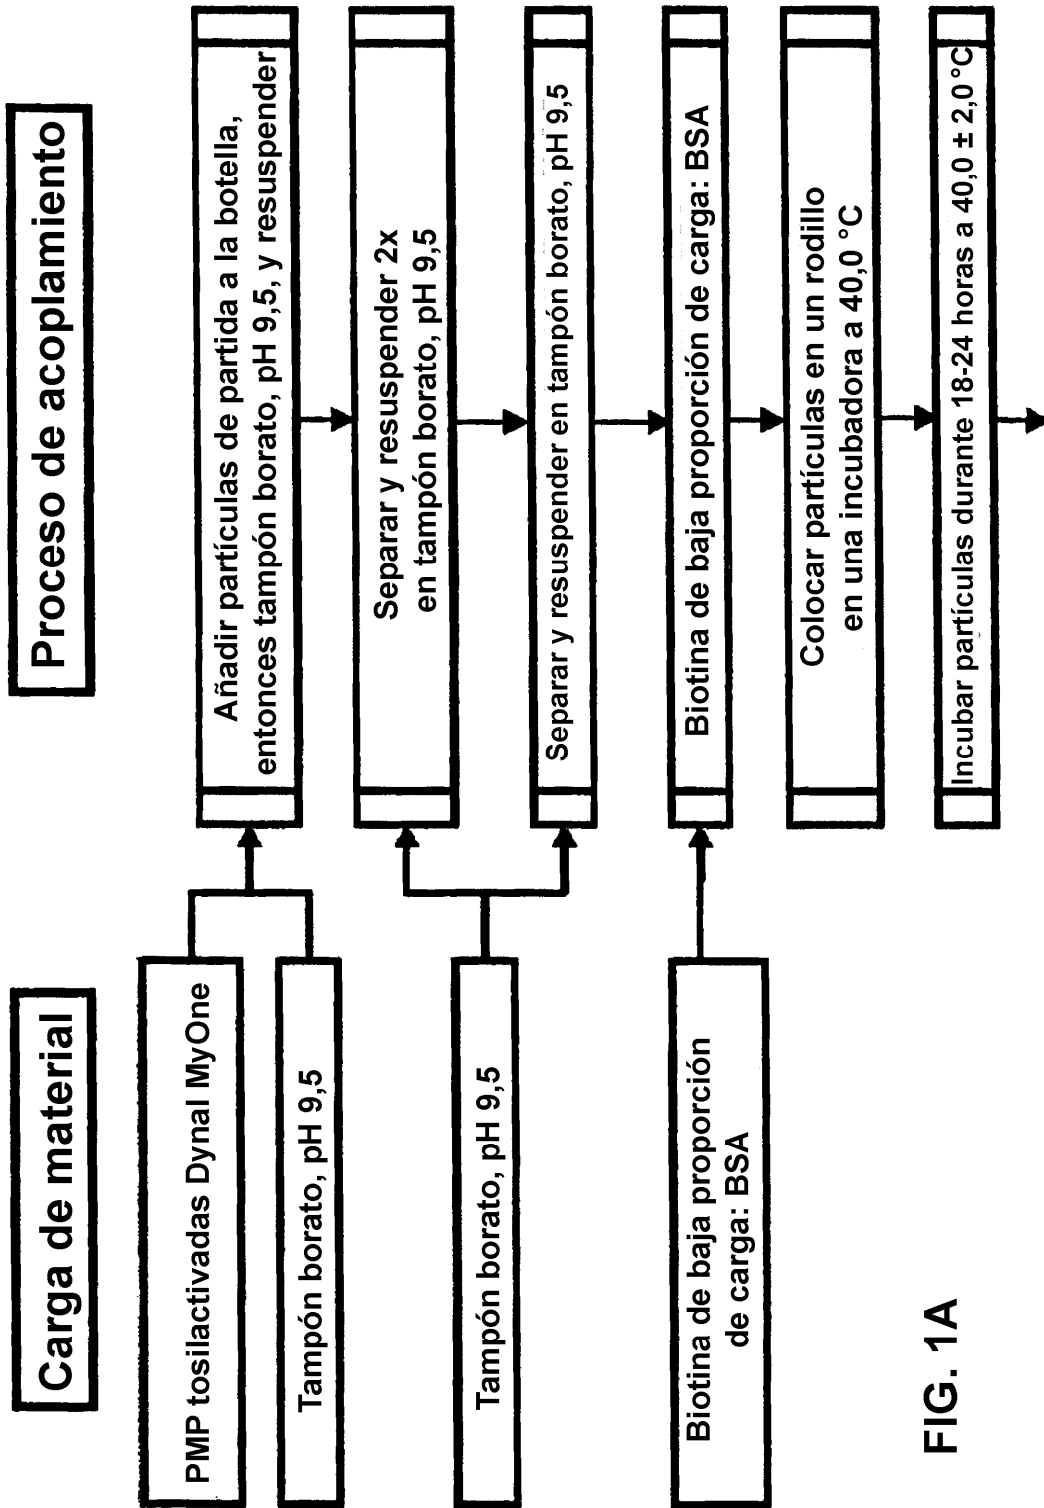 Carga de material
Proceso de acoplamiento
PMP tosilactivadas Dynal MyOne
Tampón borato, pH 9,5
Añadir partículas de partida a la botella,
entonces tampón borato, pH 9,5, y resuspender
Tampón borato, pH 9,5
Separar y resuspender 2x
en tampón borato, pH 9,5
Separar y resuspender en tampón borato, pH 9,5
Biotina de baja proporción
de carga: BSA
Biotina de baja proporción de carga: BSA
Colocar partículas en un rodillo
en una incubadora a 40,0 °C
Incubar partículas durante 18-24 horas a 40,0 ± 2,0 °C
FIG. 1A